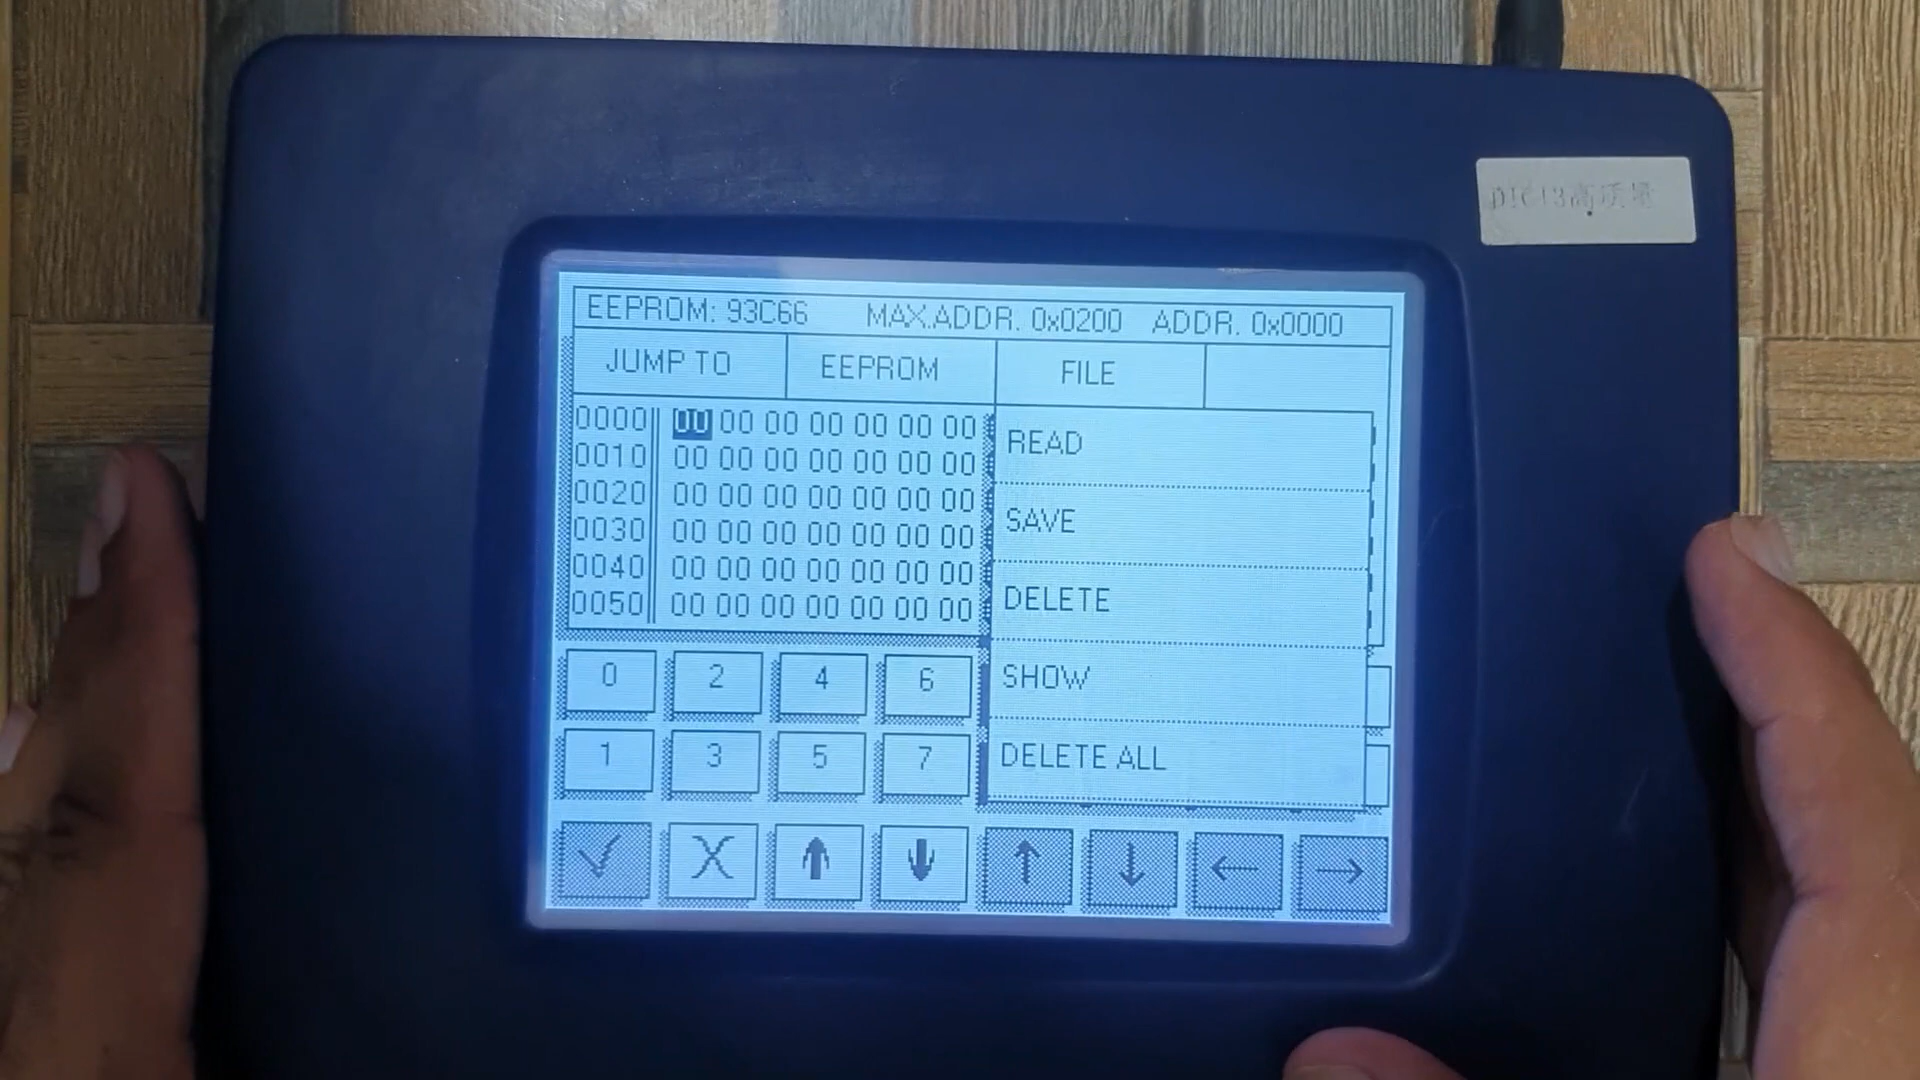 高质量
EEPROM: 93C66 MAX.ADDR. 0x0200 ADDR. 0x0000
JUMP TO EEPROM FILE
0000 00 00 00 00 00 00 00
0010 00 00 00 00 00 00 00
0020 00 00 00 00 00 00 00
0030 00 00 00 00 00 00 00
0040 00 00 00 00 00 00 00
0050 00 00 00 00 00 00 00
READ
SAVE
DELETE
SHOW
DELETE ALL
0 2 4 6
1 3 5 7